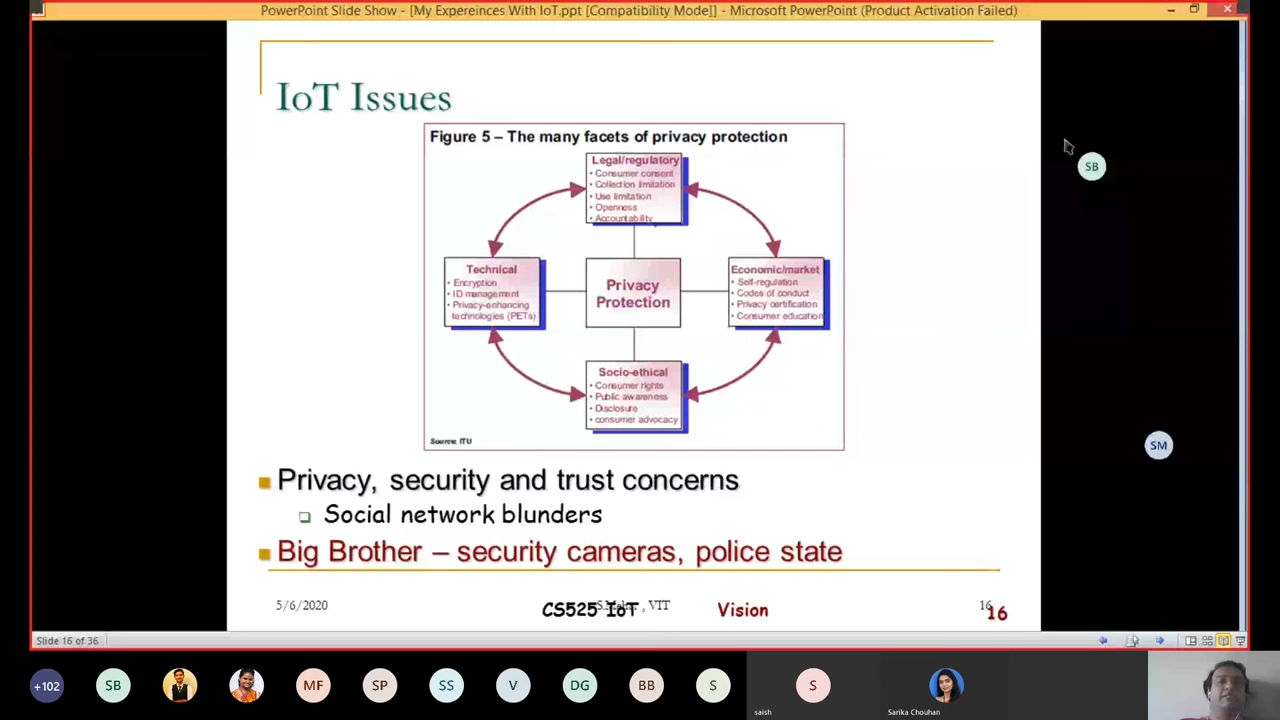 PowerPoint Slide Show - [My Expereinces With IoT.ppt [Compatibility Mode]] - Microsoft PowerPoint (Product Activation Failed)
IoT Issues
Figure 5 – The many facets of privacy protection
Legal/regulatory
• Consumer consent
• Collection limitation
• Use limitation
• Openness
• Accountability
Technical
• Encryption
• ID management
• Privacy-enhancing
technologies (PETs)
Privacy
Protection
Economic/market
• Self-regulation
• Codes of conduct
• Privacy certification
• Consumer education
Socio-ethical
• Consumer rights
• Public awareness
• Disclosure
• consumer advocacy
Source: ITU
Privacy, security and trust concerns
Social network blunders
Big Brother – security cameras, police state
5/6/2020
CS525 IoT
, VIT
Vision
16
16
Slide 16 of 36
SB
SM
+102
SB
MF
SP
SS
V
DG
BB
S
S
saish
Sarika Chouhan